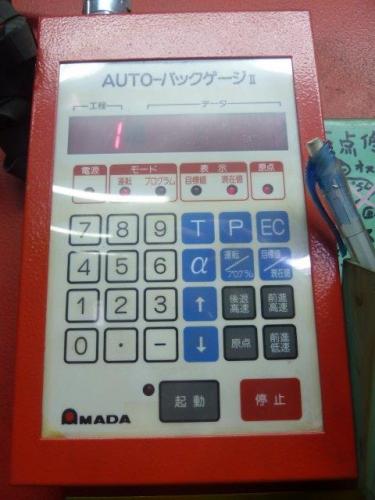 AUTO-バックゲージⅡ
工程 データ
1
電源 モード 表示 原点
運転 プログラム 目標値 現在値
7 8 9 T P EC
4 5 6 α 運転/プログラム 目標値/現在値
1 2 3 ↑ 後退高速 前進高速
0 · - ↓ 原点 前進低速
起動 停止
AMADA
点